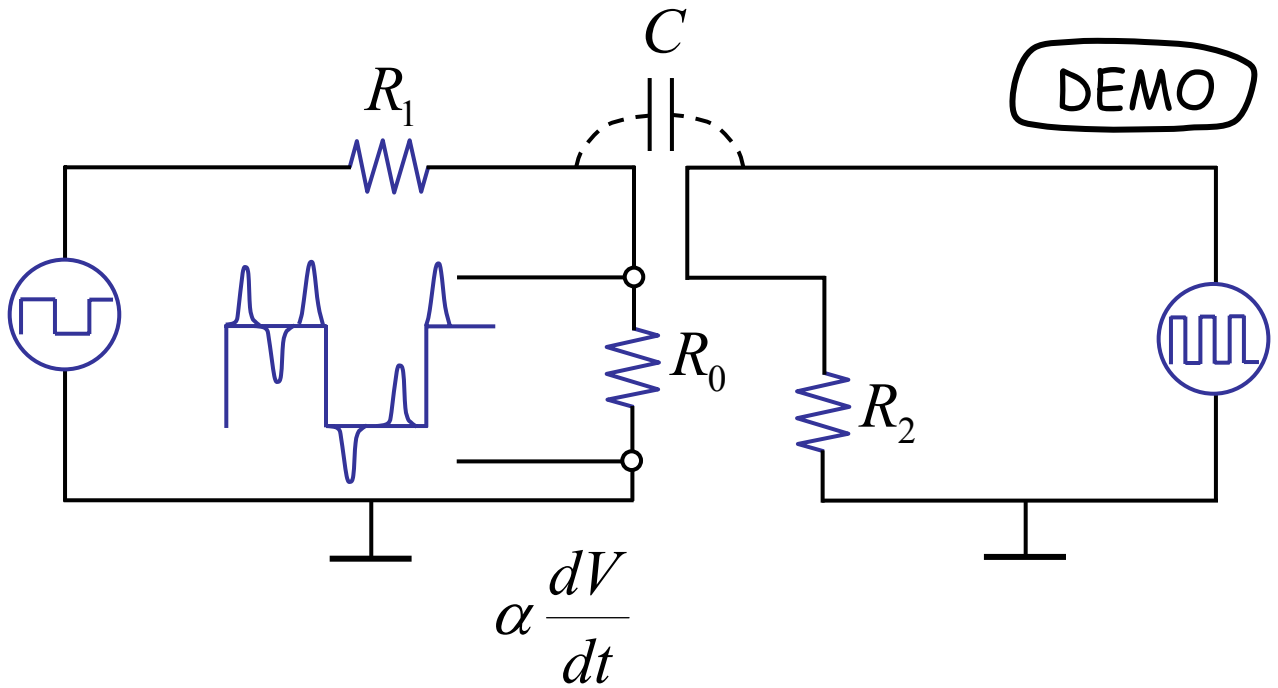 C
DEMO
R₁
R₀
R₂
α dV/dt